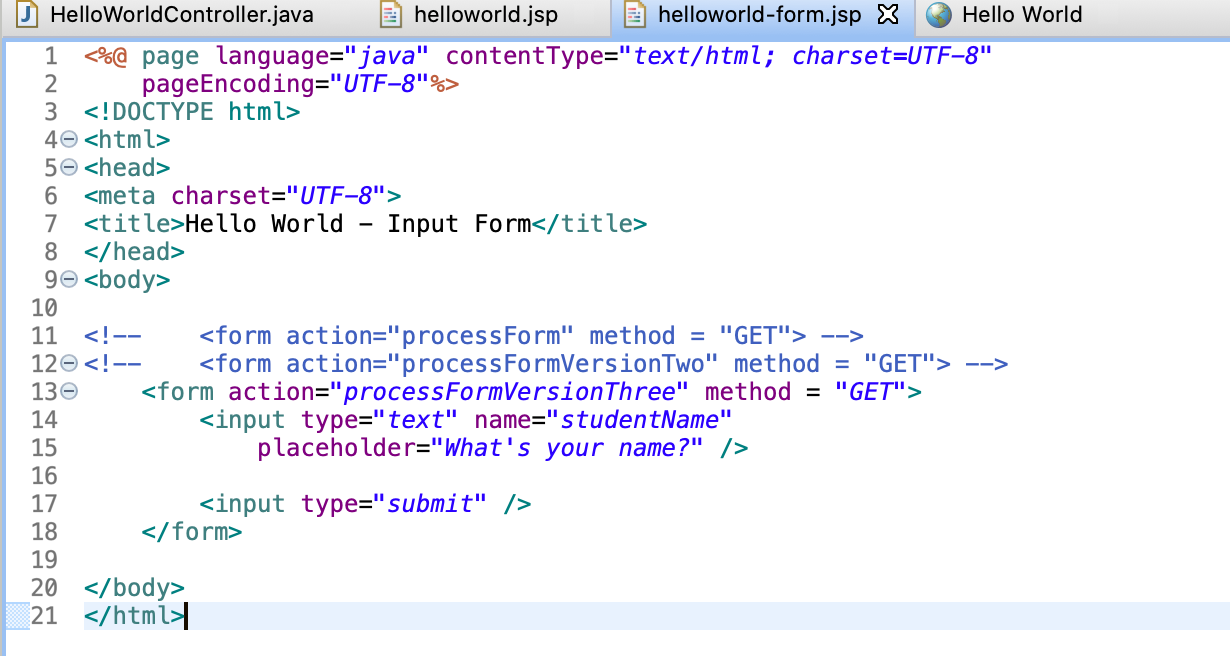 HelloWorldController.java helloworld.jsp helloworld-form.jsp Hello World
1 <%@ page language="java" contentType="text/html; charset=UTF-8"
2     pageEncoding="UTF-8"%>
3 <!DOCTYPE html>
4 <html>
5 <head>
6 <meta charset="UTF-8">
7 <title>Hello World - Input Form</title>
8 </head>
9 <body>
10
11 <!--    <form action="processForm" method = "GET"> -->
12 <!--    <form action="processFormVersionTwo" method = "GET"> -->
13     <form action="processFormVersionThree" method = "GET">
14         <input type="text" name="studentName"
15             placeholder="What's your name?" />
16
17         <input type="submit" />
18     </form>
19
20 </body>
21 </html>